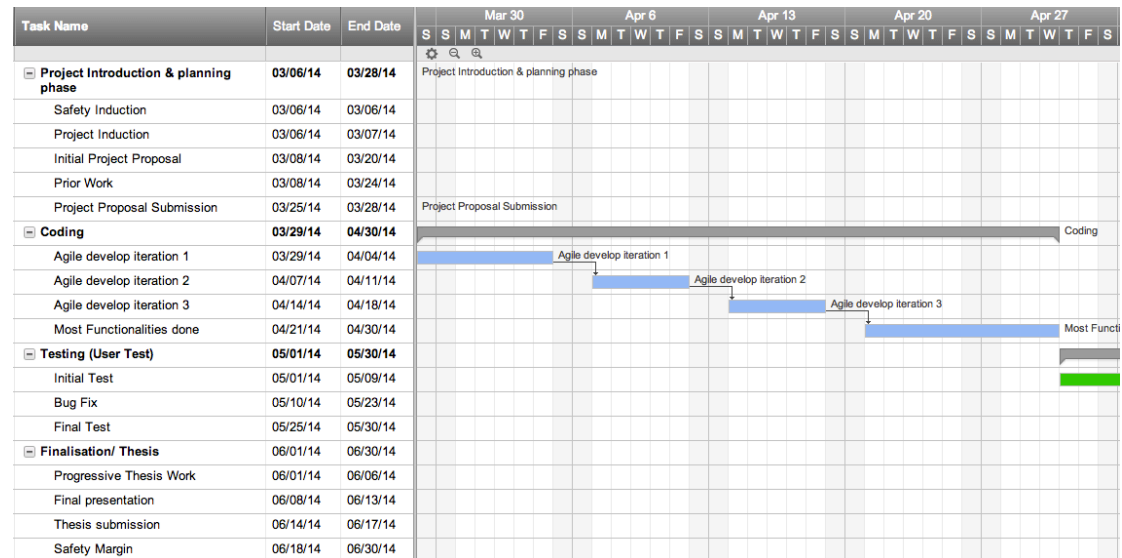 Task Name Start Date End Date Mar 30 Apr 6 Apr 13 Apr 20 Apr 27
S S M T W T F S S M T W T F S S M T W T F S S M T W T F S S M T W T F S
Project Introduction & planning phase 03/06/14 03/28/14 Project Introduction & planning phase
Safety Induction 03/06/14 03/06/14
Project Induction 03/06/14 03/07/14
Initial Project Proposal 03/08/14 03/20/14
Prior Work 03/08/14 03/24/14
Project Proposal Submission 03/25/14 03/28/14 Project Proposal Submission
Coding 03/29/14 04/30/14 Coding
Agile develop iteration 1 03/29/14 04/04/14 Agile develop iteration 1
Agile develop iteration 2 04/07/14 04/11/14 Agile develop iteration 2
Agile develop iteration 3 04/14/14 04/18/14 Agile develop iteration 3
Most Functionalities done 04/21/14 04/30/14 Most Functi
Testing (User Test) 05/01/14 05/30/14
Initial Test 05/01/14 05/09/14
Bug Fix 05/10/14 05/23/14
Final Test 05/25/14 05/30/14
Finalisation/ Thesis 06/01/14 06/30/14
Progressive Thesis Work 06/01/14 06/06/14
Final presentation 06/08/14 06/13/14
Thesis submission 06/14/14 06/17/14
Safety Margin 06/18/14 06/30/14